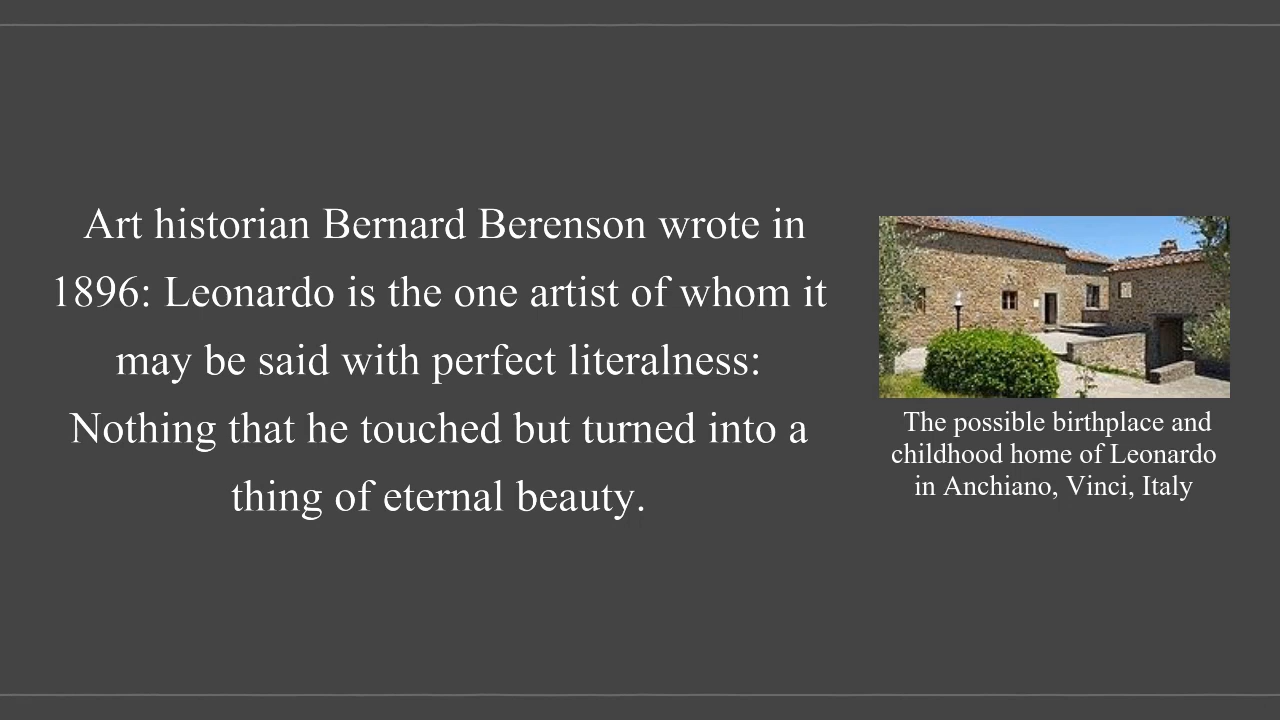 Art historian Bernard Berenson wrote in
1896: Leonardo is the one artist of whom it
may be said with perfect literalness:
Nothing that he touched but turned into a
thing of eternal beauty.
The possible birthplace and
childhood home of Leonardo
in Anchiano, Vinci, Italy